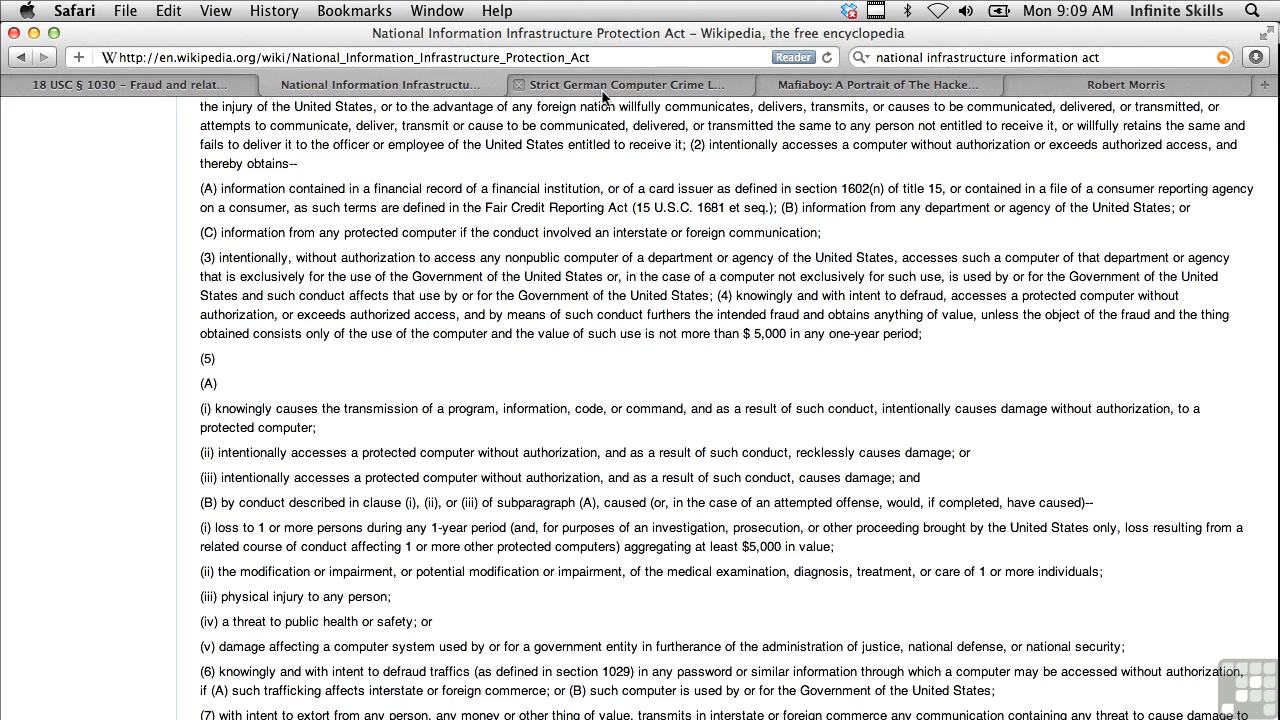 Safari File Edit View History Bookmarks Window Help Mon 9:09 AM Infinite Skills
National Information Infrastructure Protection Act – Wikipedia, the free encyclopedia
W http://en.wikipedia.org/wiki/National_Information_Infrastructure_Protection_Act Reader national infrastructure information act
18 USC § 1030 – Fraud and relat... National Information Infrastructu... Strict German Computer Crime L... Mafiaboy: A Portrait of The Hacke... Robert Morris
the injury of the United States, or to the advantage of any foreign nation willfully communicates, delivers, transmits, or causes to be communicated, delivered, or transmitted, or
attempts to communicate, deliver, transmit or cause to be communicated, delivered, or transmitted the same to any person not entitled to receive it, or willfully retains the same and
fails to deliver it to the officer or employee of the United States entitled to receive it; (2) intentionally accesses a computer without authorization or exceeds authorized access, and
thereby obtains--
(A) information contained in a financial record of a financial institution, or of a card issuer as defined in section 1602(n) of title 15, or contained in a file of a consumer reporting agency
on a consumer, as such terms are defined in the Fair Credit Reporting Act (15 U.S.C. 1681 et seq.); (B) information from any department or agency of the United States; or
(C) information from any protected computer if the conduct involved an interstate or foreign communication;
(3) intentionally, without authorization to access any nonpublic computer of a department or agency of the United States, accesses such a computer of that department or agency
that is exclusively for the use of the Government of the United States or, in the case of a computer not exclusively for such use, is used by or for the Government of the United
States and such conduct affects that use by or for the Government of the United States; (4) knowingly and with intent to defraud, accesses a protected computer without
authorization, or exceeds authorized access, and by means of such conduct furthers the intended fraud and obtains anything of value, unless the object of the fraud and the thing
obtained consists only of the use of the computer and the value of such use is not more than $ 5,000 in any one-year period;
(5)
(A)
(i) knowingly causes the transmission of a program, information, code, or command, and as a result of such conduct, intentionally causes damage without authorization, to a
protected computer;
(ii) intentionally accesses a protected computer without authorization, and as a result of such conduct, recklessly causes damage; or
(iii) intentionally accesses a protected computer without authorization, and as a result of such conduct, causes damage; and
(B) by conduct described in clause (i), (ii), or (iii) of subparagraph (A), caused (or, in the case of an attempted offense, would, if completed, have caused)--
(i) loss to 1 or more persons during any 1-year period (and, for purposes of an investigation, prosecution, or other proceeding brought by the United States only, loss resulting from a
related course of conduct affecting 1 or more other protected computers) aggregating at least $5,000 in value;
(ii) the modification or impairment, or potential modification or impairment, of the medical examination, diagnosis, treatment, or care of 1 or more individuals;
(iii) physical injury to any person;
(iv) a threat to public health or safety; or
(v) damage affecting a computer system used by or for a government entity in furtherance of the administration of justice, national defense, or national security;
(6) knowingly and with intent to defraud traffics (as defined in section 1029) in any password or similar information through which a computer may be accessed without authorization,
if (A) such trafficking affects interstate or foreign commerce; or (B) such computer is used by or for the Government of the United States;
(7) with intent to extort from any person, any money or other thing of value, transmits in interstate or foreign commerce any communication containing any threat to cause damage to